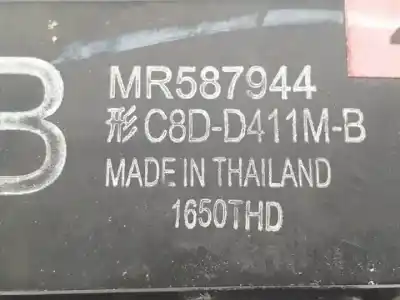 B
MR587944
形 C8D-D411M-B
MADE IN THAILAND
1650THD